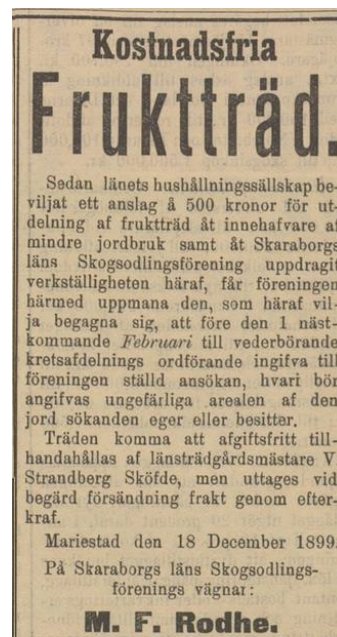 Kostnadsfria
Fruktträd.
Sedan länets hushållningssällskap be-
viljat ett anslag å 500 kronor för ut-
delning af fruktträd åt innehafvare af
mindre jordbruk samt åt Skaraborgs
läns Skogsodlingsförening uppdragit
verkställigheten häraf, får föreningen
härmed uppmana den, som häraf vil-
ja begagna sig, att före den 1 näst-
kommande Februari till vederbörande
kretsafdelnings ordförande ingifva till
föreningen ställd ansökan, hvari bör
angifvas ungefärliga arealen af den
jord sökanden eger eller besitter.
Träden komma att afgiftsfritt till-
handahållas af länsträdgårdsmästare V
Strandberg Sköfde, men uttages vid
begärd försändning frakt genom efter-
kraf.
Mariestad den 18 December 1899.
På Skaraborgs läns Skogsodlings-
förenings vägnar:
M. F. Rodhe.